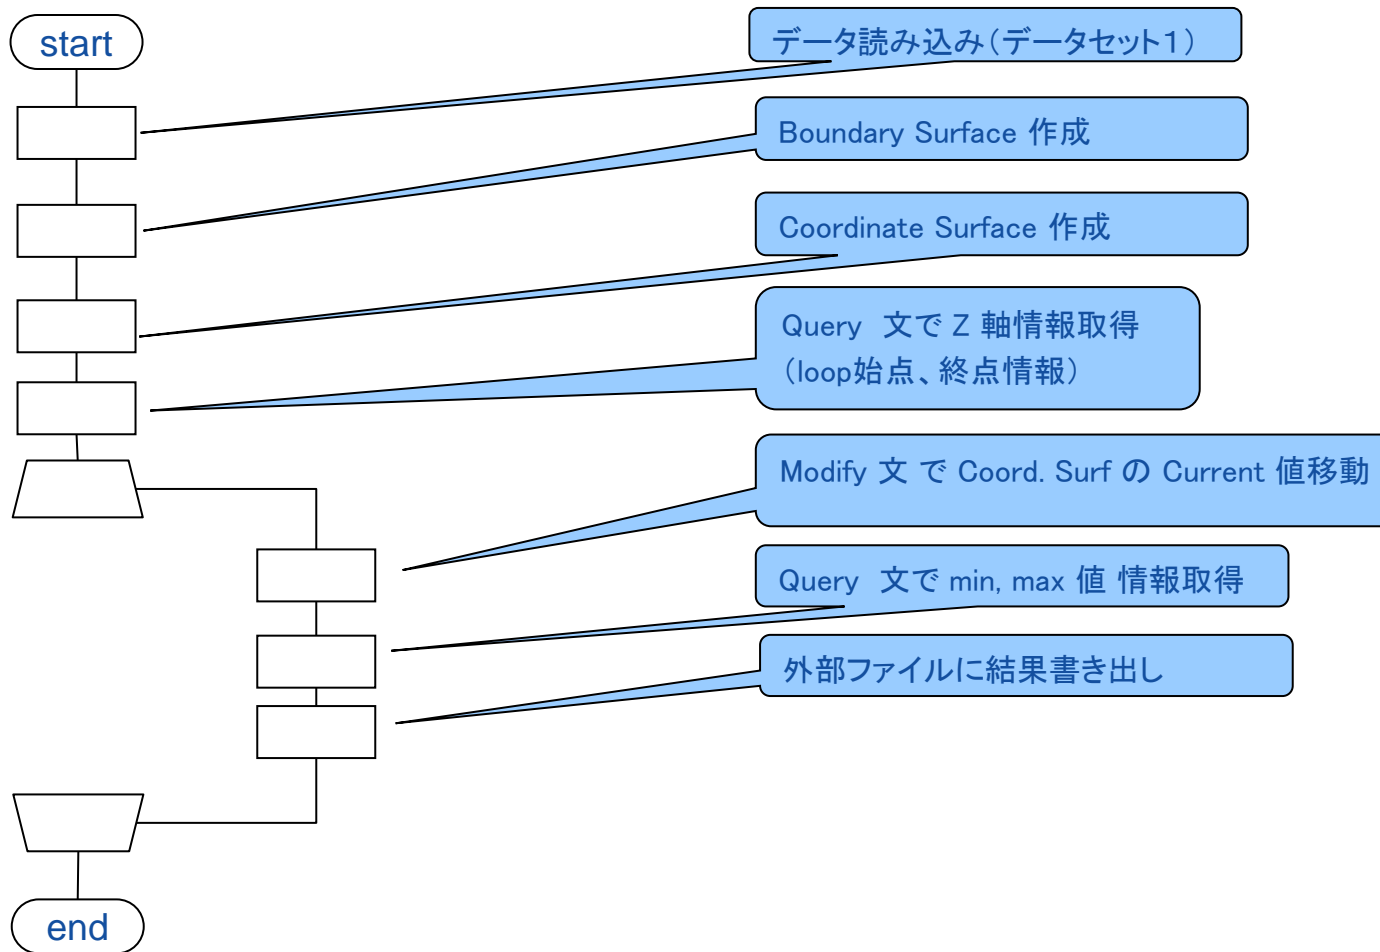 start
データ読み込み(データセット1)
Boundary Surface 作成
Coordinate Surface 作成
Query 文で Z 軸情報取得
(loop始点、終点情報)
Modify 文 で Coord. Surf の Current 値移動
Query 文で min, max 値 情報取得
外部ファイルに結果書き出し
end